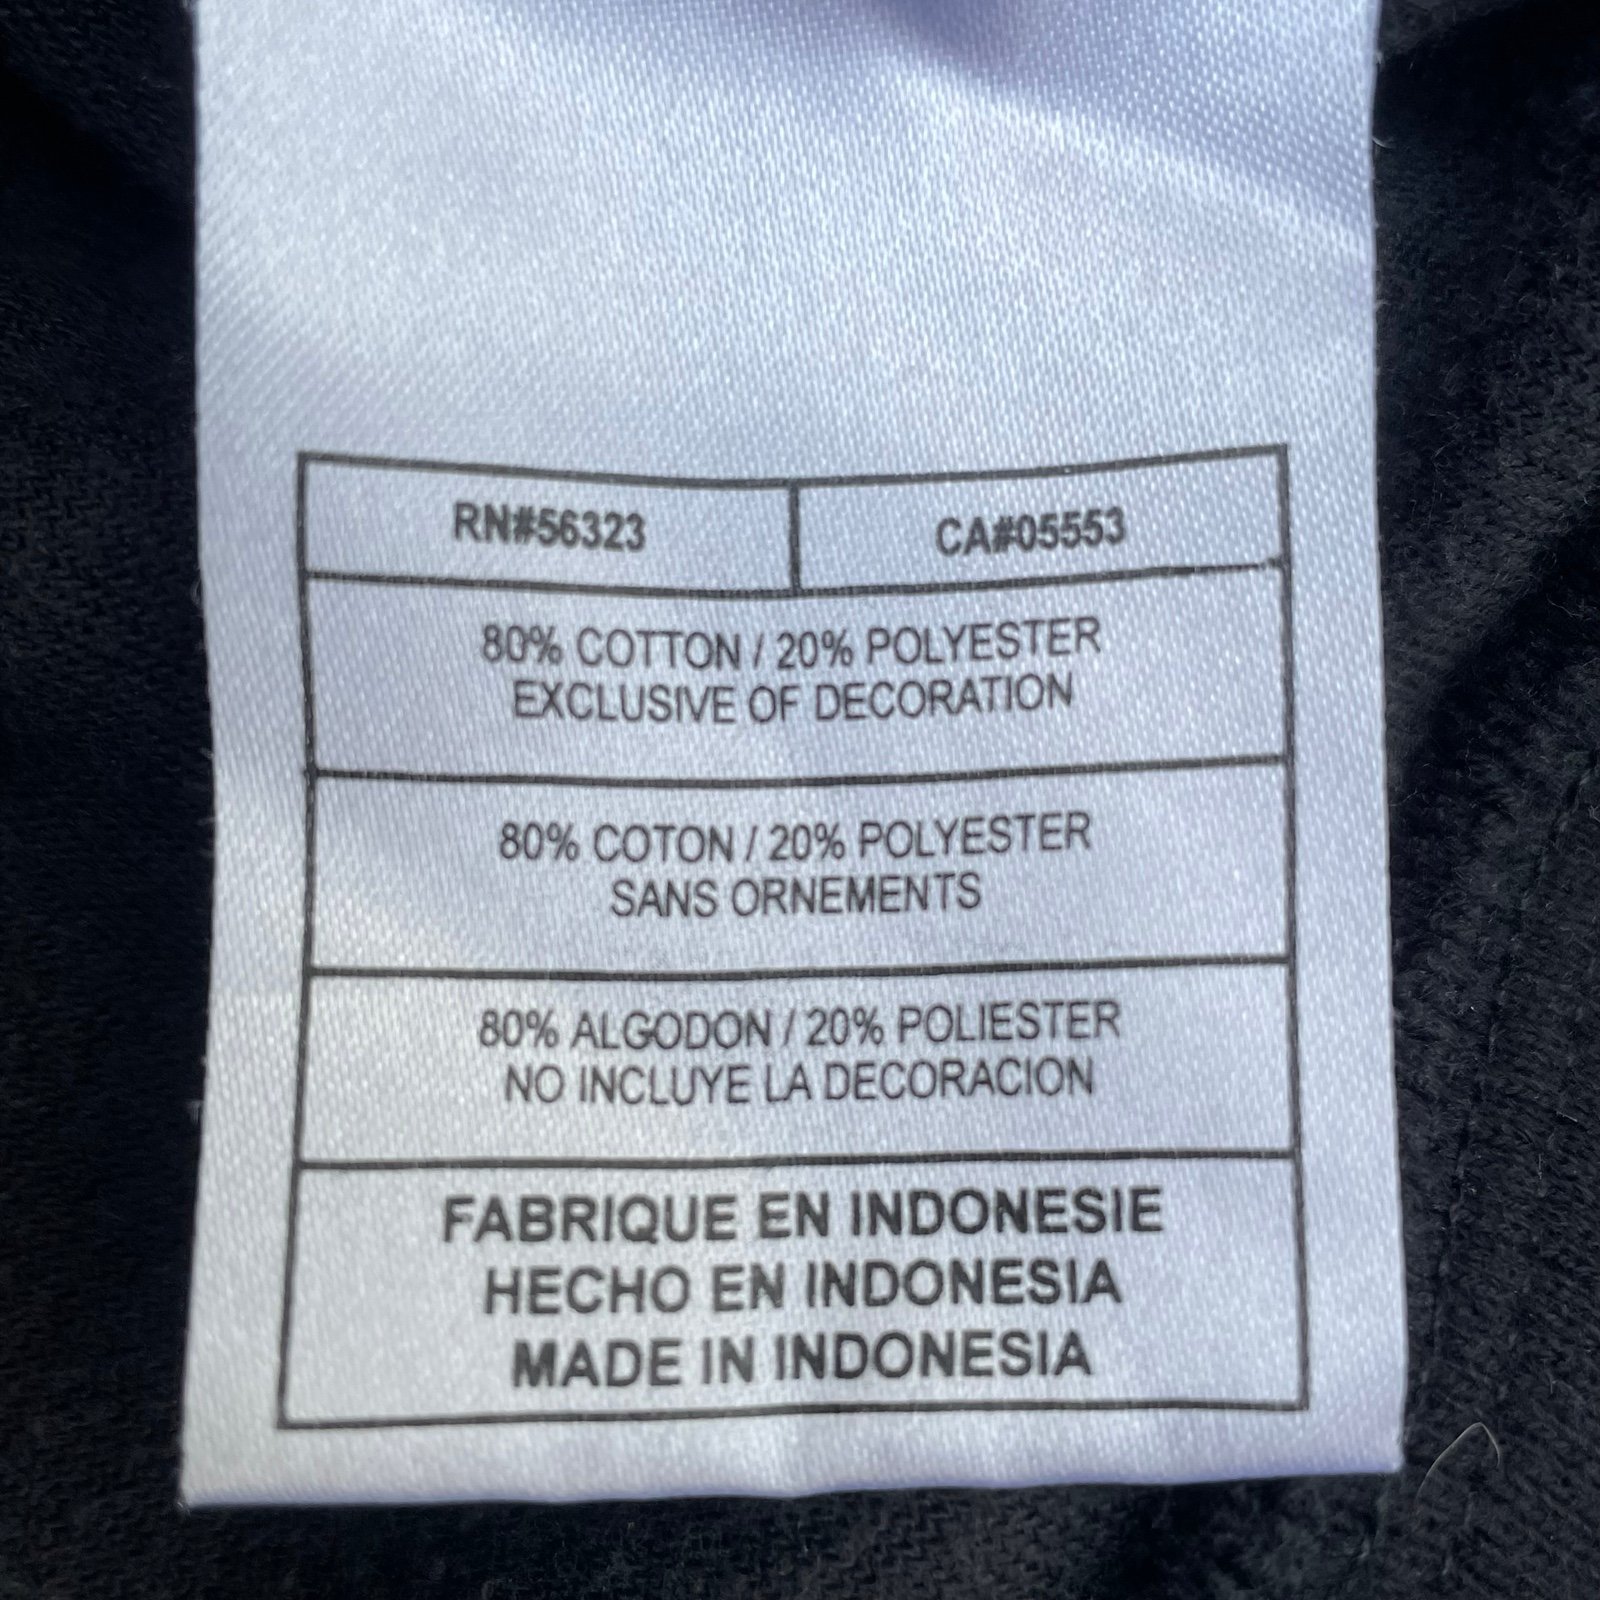 RN#56323 CA#05553
80% COTTON / 20% POLYESTER
EXCLUSIVE OF DECORATION
80% COTON / 20% POLYESTER
SANS ORNEMENTS
80% ALGODON / 20% POLIESTER
NO INCLUYE LA DECORACION
FABRIQUE EN INDONESIE
HECHO EN INDONESIA
MADE IN INDONESIA